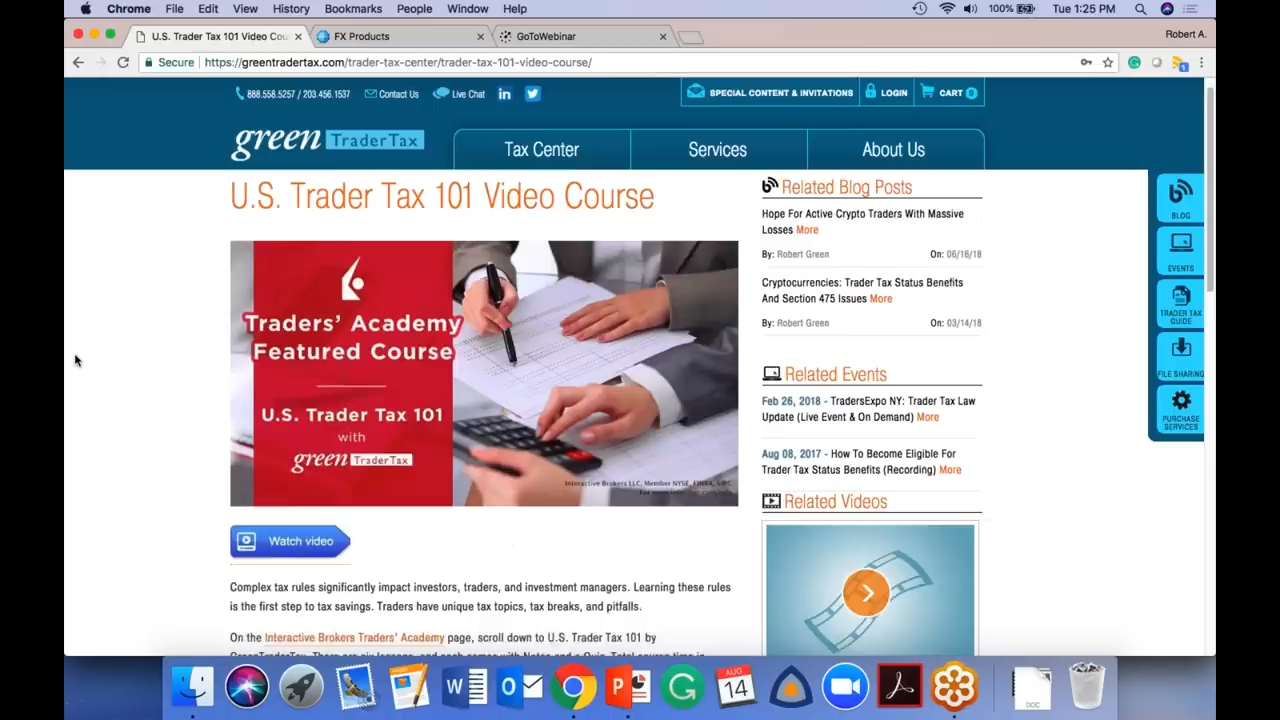 Chrome File Edit View History Bookmarks People Window Help 100% Tue 1:25 PM
U.S. Trader Tax 101 Video Cou FX Products GoToWebinar Robert A.
Secure https://greentradertax.com/trader-tax-center/trader-tax-101-video-course/
888.558.5257 / 203.456.1537 Contact Us Live Chat in SPECIAL CONTENT & INVITATIONS LOGIN CART 0
green TraderTax Tax Center Services About Us
U.S. Trader Tax 101 Video Course
Traders' Academy
Featured Course
U.S. Trader Tax 101
with
green TraderTax
Interactive Brokers LLC, Member NYSE, FINRA, SIPC
Watch video
Complex tax rules significantly impact investors, traders, and investment managers. Learning these rules
is the first step to tax savings. Traders have unique tax topics, tax breaks, and pitfalls.
On the Interactive Brokers Traders' Academy page, scroll down to U.S. Trader Tax 101 by
Related Blog Posts
Hope For Active Crypto Traders With Massive
Losses More
By: Robert Green On: 06/16/18
Cryptocurrencies: Trader Tax Status Benefits
And Section 475 Issues More
By: Robert Green On: 03/14/18
Related Events
Feb 26, 2018 - TradersExpo NY: Trader Tax Law
Update (Live Event & On Demand) More
Aug 08, 2017 - How To Become Eligible For
Trader Tax Status Benefits (Recording) More
Related Videos
BLOG
EVENTS
TRADER TAX
GUIDE
FILE SHARING
PURCHASE
SERVICES
W O P G AUG
14
DOC